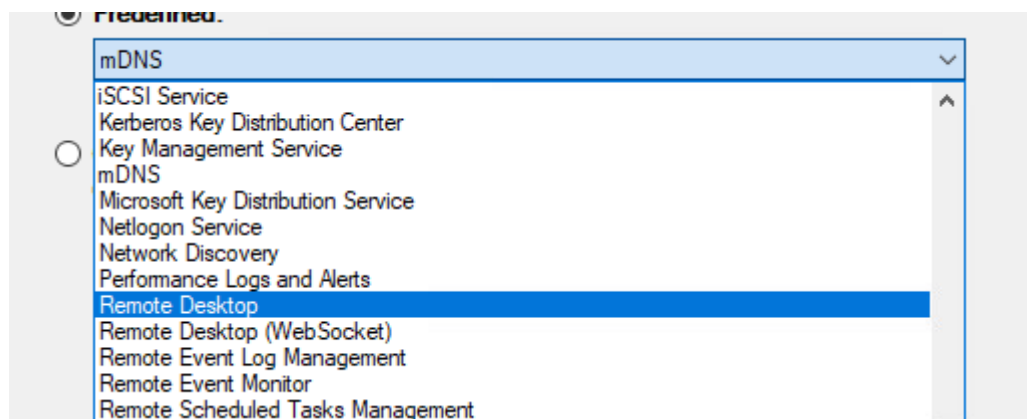 Predefined:
mDNS
iSCSI Service
Kerberos Key Distribution Center
Key Management Service
mDNS
Microsoft Key Distribution Service
Netlogon Service
Network Discovery
Performance Logs and Alerts
Remote Desktop
Remote Desktop (WebSocket)
Remote Event Log Management
Remote Event Monitor
Remote Scheduled Tasks Management